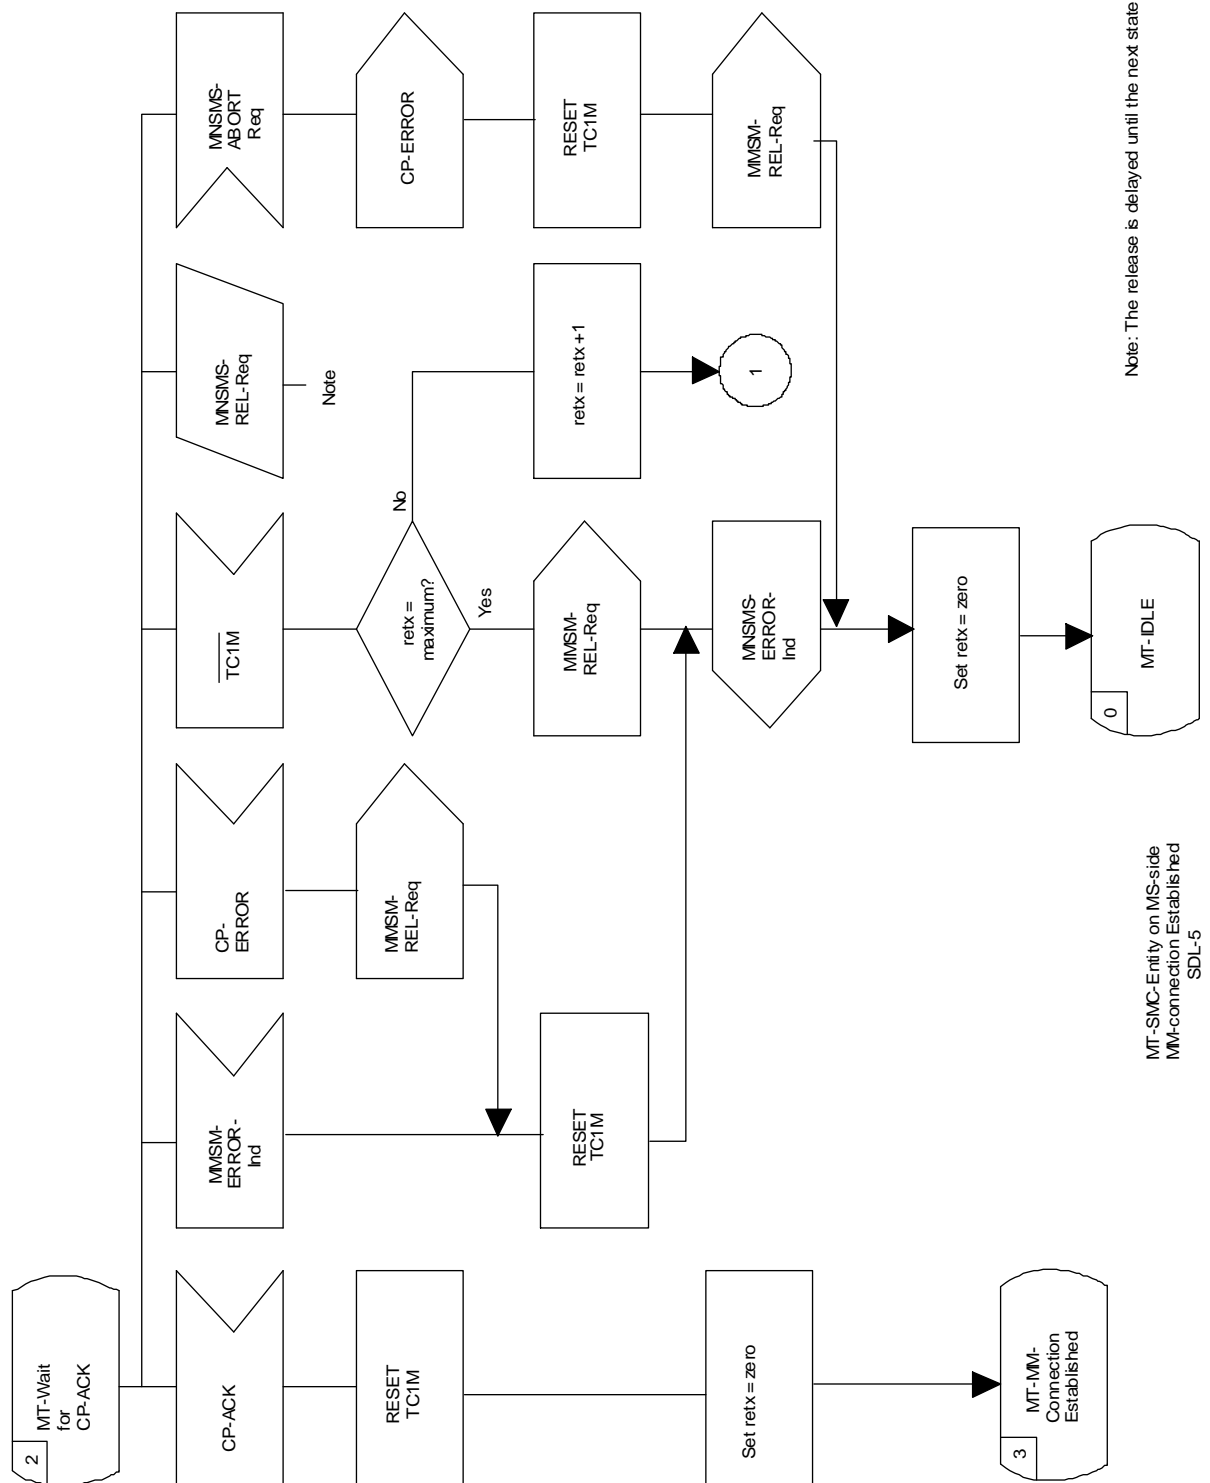 2
MT-Wait
for
CP-ACK
CP-ACK
MMSM-
ERROR-
Ind
CP-
ERROR
TC1M
MNSMS-
REL-Req
MNSMS-
ABORT
Req
RESET
TC1M
MMSM-
REL-Req
retx =
maximum?
No
Yes
Note
CP-ERROR
RESET
TC1M
MMSM-
REL-Req
retx = retx+1
RESET
TC1M
Set retx = zero
MNSMS-
ERROR-
Ind
1
MMSM-
REL-Req
Set retx = zero
3
MT-MM-
Connection
Established
0
MT-IDLE
MT-SMC-Entity on MS-side
MM-connection Established
SDL-5
Note: The release is delayed until the next state